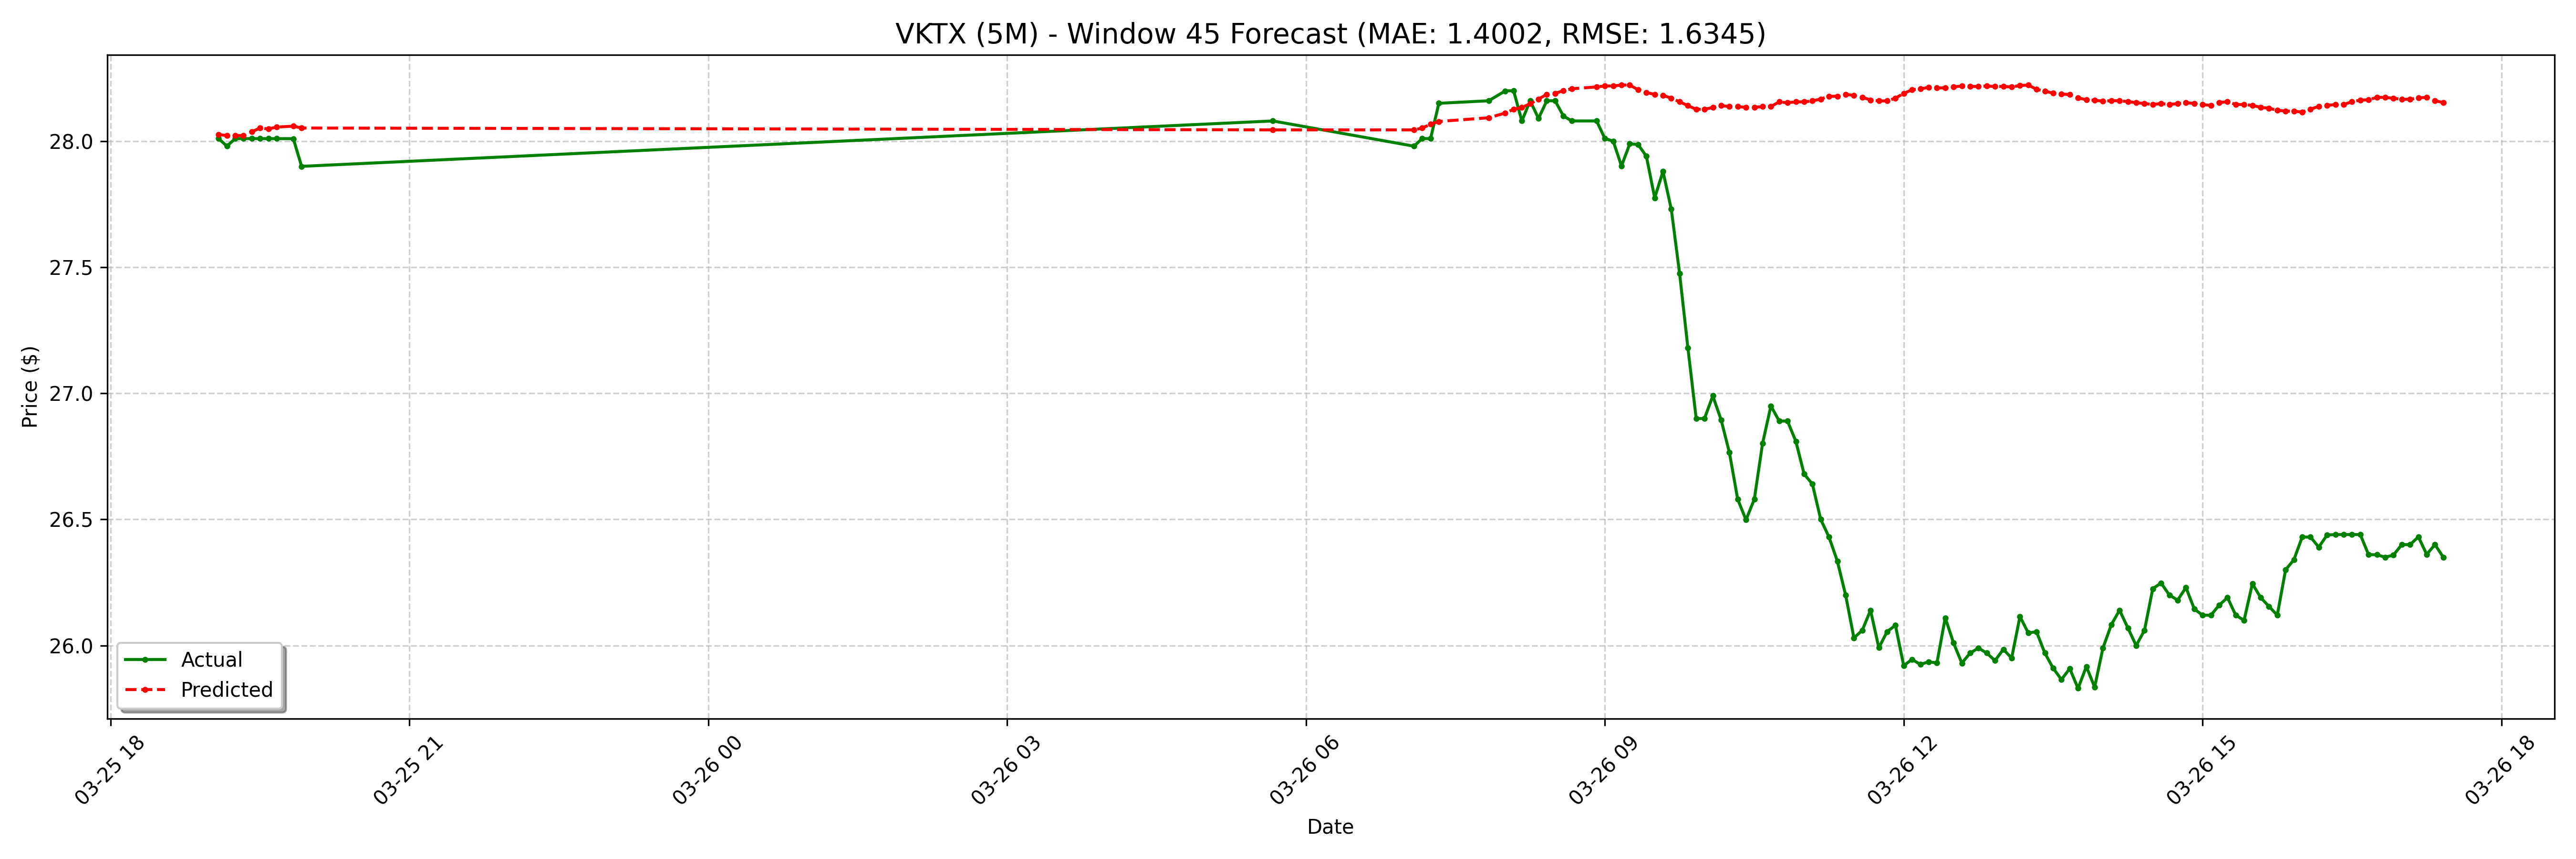 VKTX (5M) - Window 45 Forecast (MAE: 1.4002, RMSE: 1.6345)
Price ($)
28.0
27.5
27.0
26.5
26.0
Actual
Predicted
03-25 18
03-25 21
03-26 00
03-26 03
03-26 06
03-26 09
03-26 12
03-26 15
03-26 18
Date